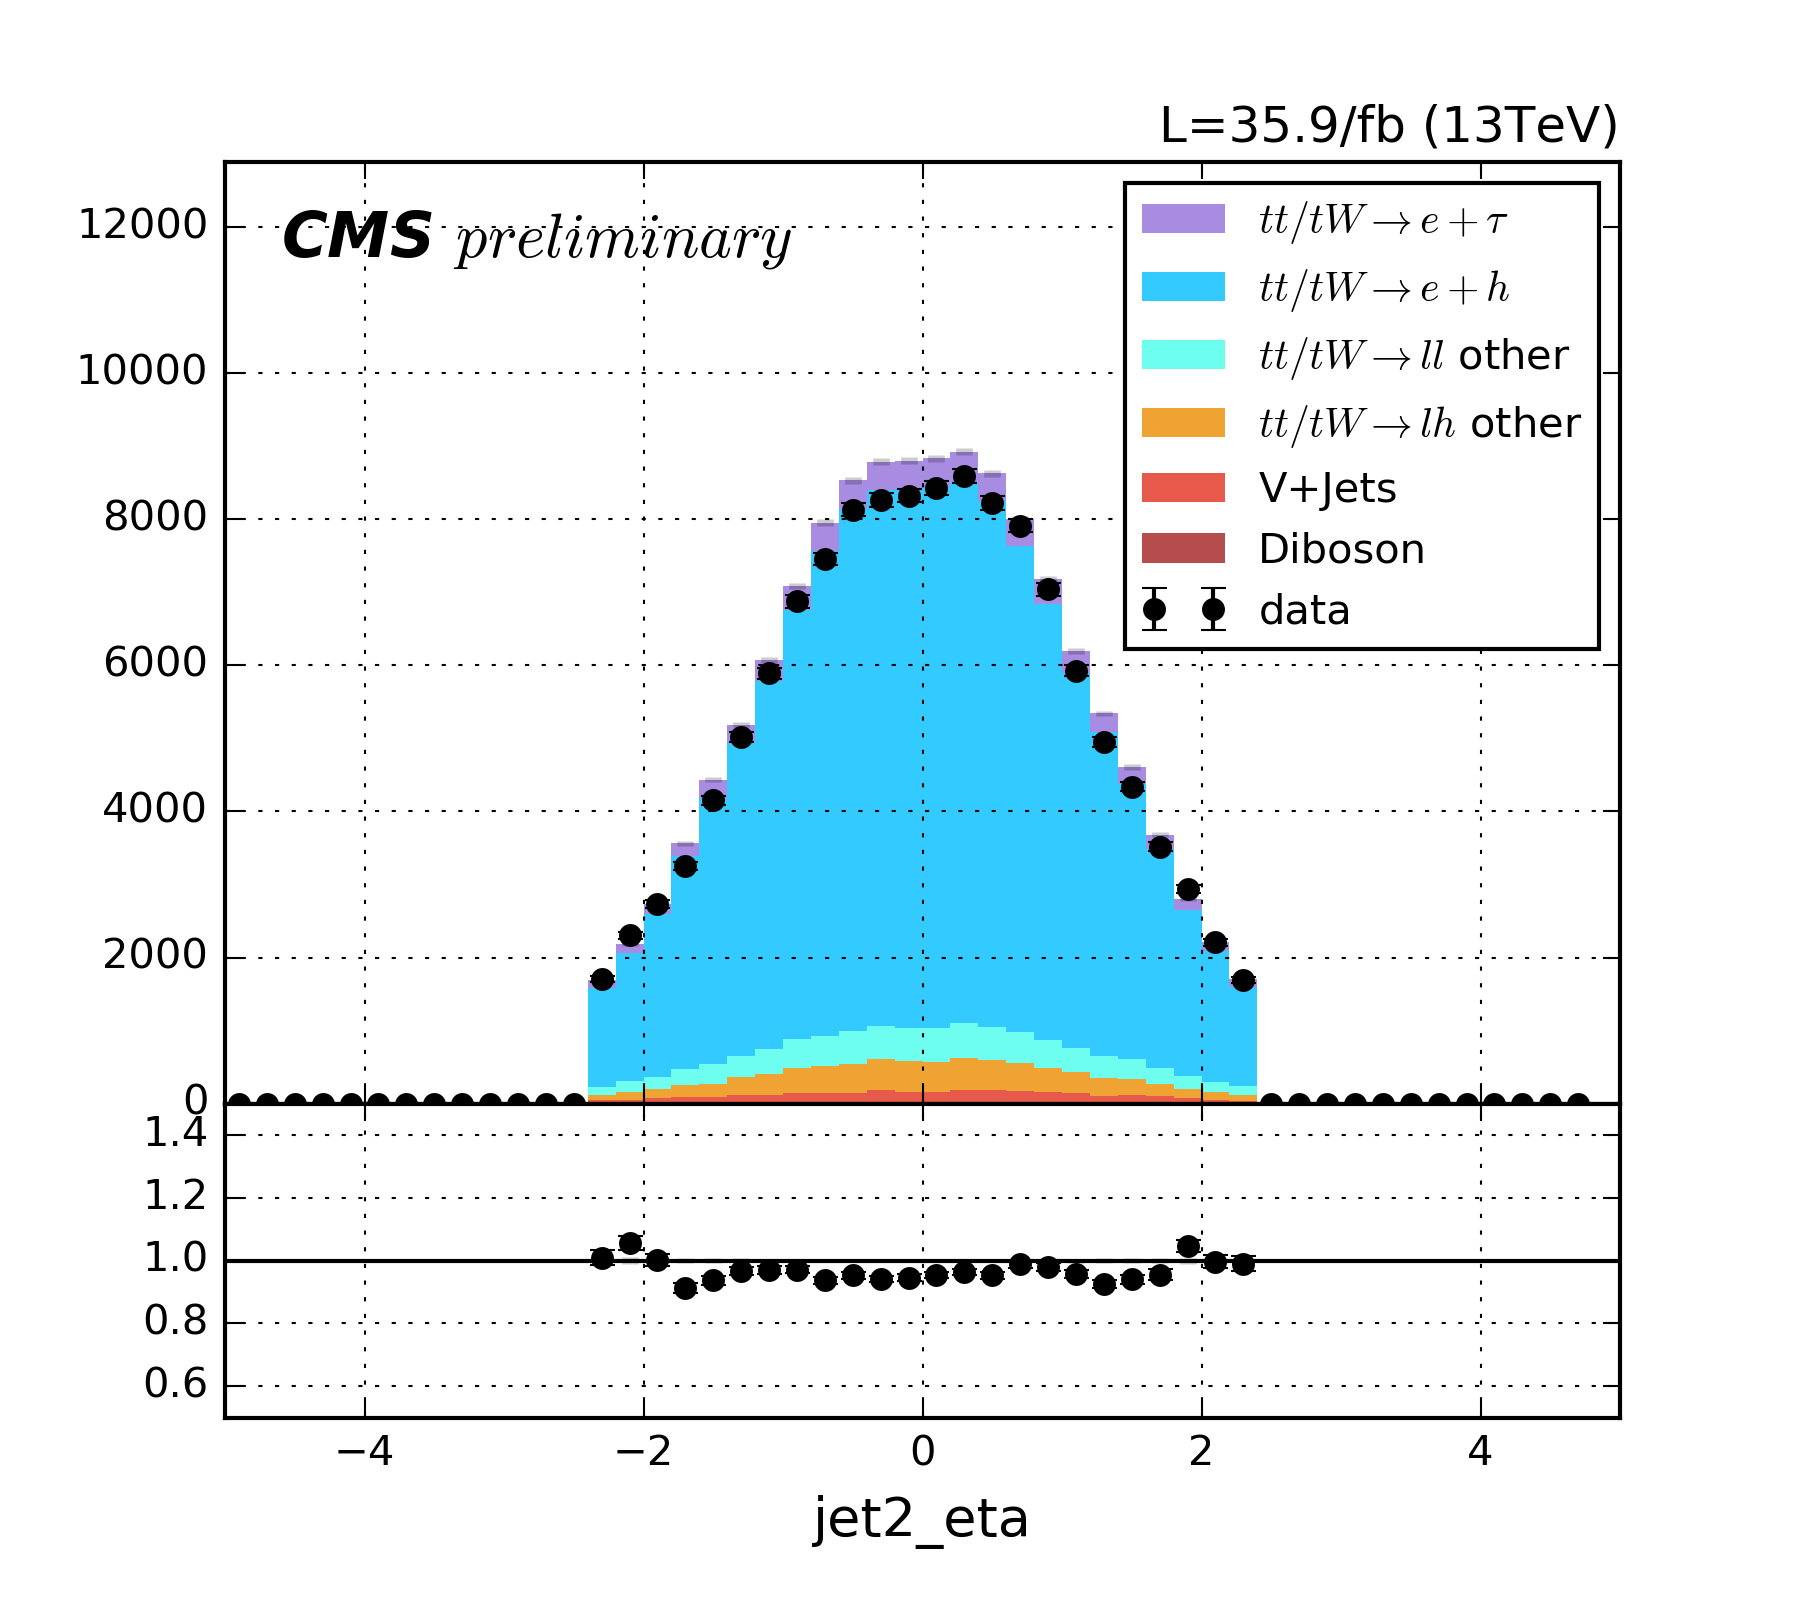 L=35.9/fb (13TeV)
CMS preliminary
12000
10000
8000
6000
4000
2000
0
tt/tW→e+τ
tt/tW→e+h
tt/tW→ll other
tt/tW→lh other
V+Jets
Diboson
data
1.4
1.2
1.0
0.8
0.6
−4 −2 0 2 4
jet2_eta